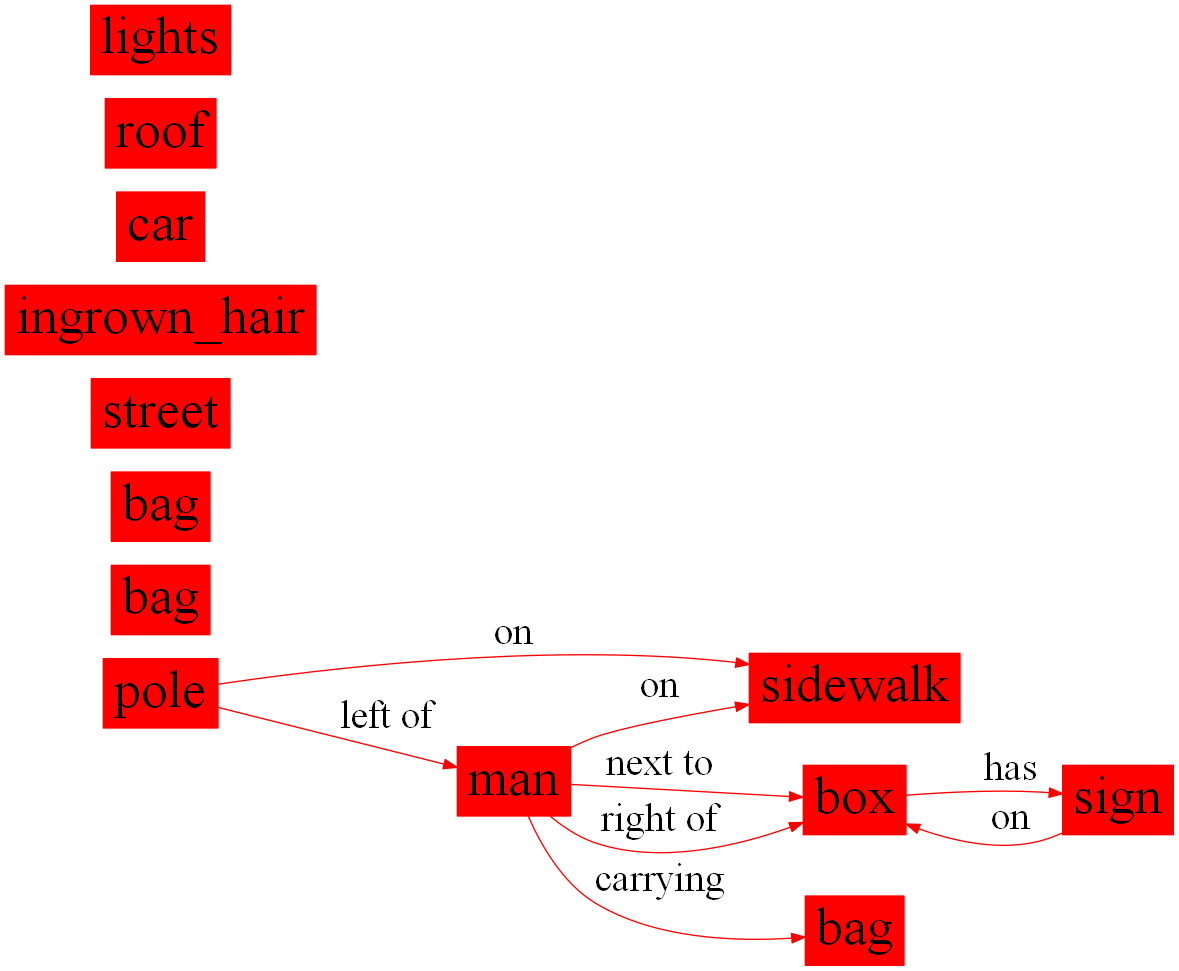 lights
roof
car
ingrown_hair
street
bag
bag
on
pole
sidewalk
on
left of
man
next to
box
has
sign
right of
on
carrying
bag